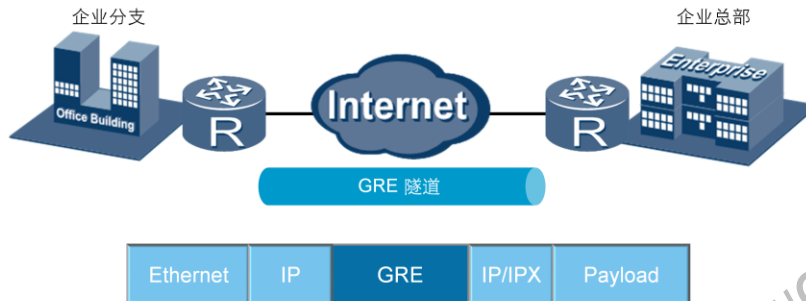 企业分支
企业总部
Office Building
R
Internet
R
Enterprise
GRE 隧道
Ethernet
IP
GRE
IP/IPX
Payload